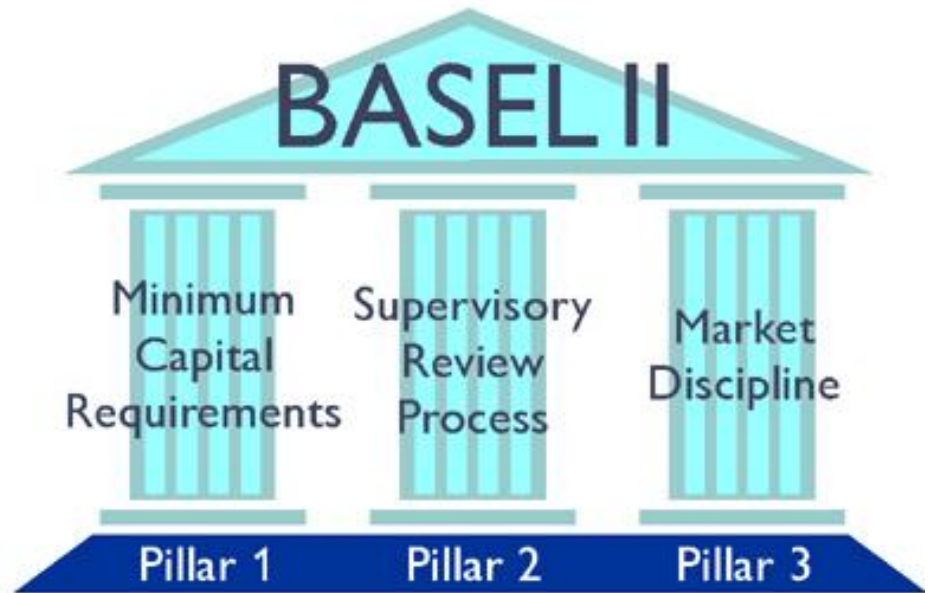 BASEL II
Minimum
Capital
Requirements
Supervisory
Review
Process
Market
Discipline
Pillar 1
Pillar 2
Pillar 3